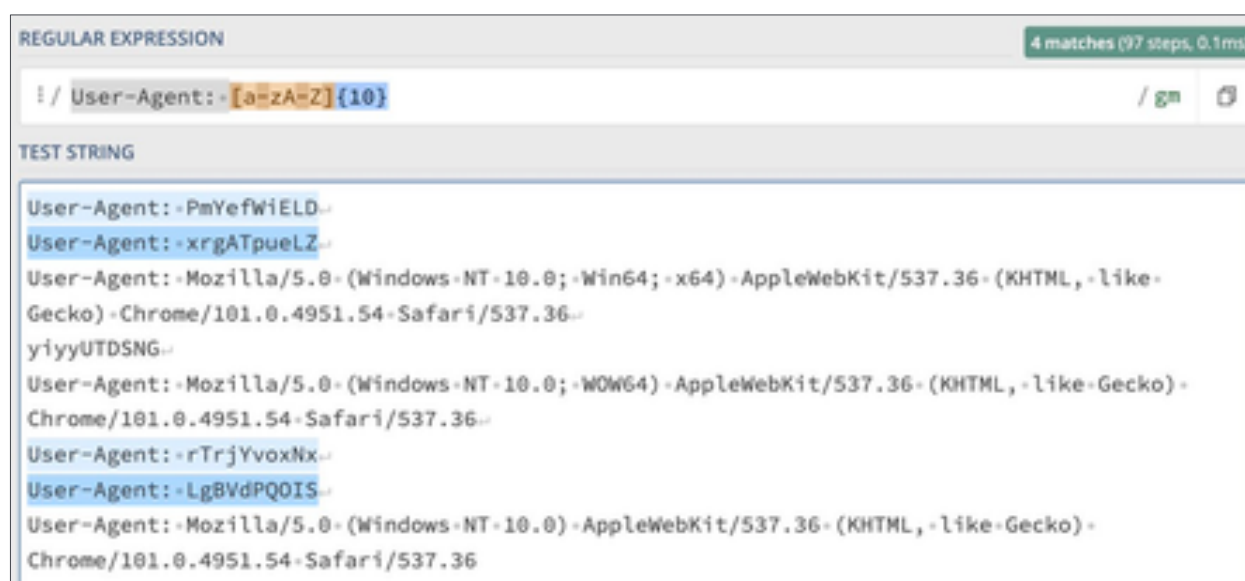 REGULAR EXPRESSION
4 matches (97 steps, 0.1ms
/ User-Agent: [a-zA-Z]{10} / gm
TEST STRING
User-Agent: PmYefWiELD
User-Agent: xrgATpueLZ
User-Agent: Mozilla/5.0 (Windows NT 10.0; Win64; x64) AppleWebKit/537.36 (KHTML, like
Gecko) Chrome/101.0.4951.54 Safari/537.36
yiyyUTDSNG
User-Agent: Mozilla/5.0 (Windows NT 10.0; WOW64) AppleWebKit/537.36 (KHTML, like Gecko)
Chrome/101.0.4951.54 Safari/537.36
User-Agent: rTrjYvoxNx
User-Agent: LgBVdPQOIS
User-Agent: Mozilla/5.0 (Windows NT 10.0) AppleWebKit/537.36 (KHTML, like Gecko)
Chrome/101.0.4951.54 Safari/537.36